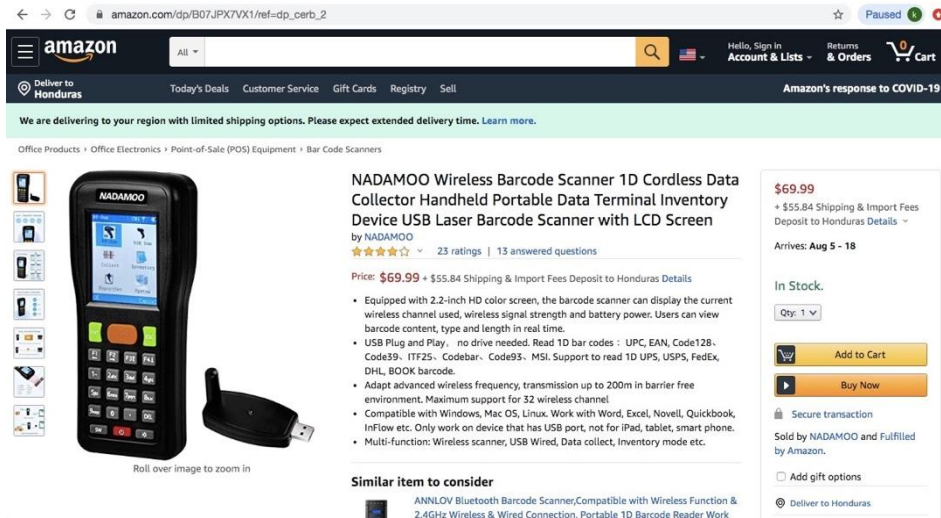 amazon.com/dp/B07JPX7VX1/ref=dp_cerb_2
Paused k
amazon
All
Hello, Sign in
Account & Lists
Returns
& Orders
0
Cart
Deliver to
Honduras
Today's Deals Customer Service Gift Cards Registry Sell
Amazon's response to COVID-19
We are delivering to your region with limited shipping options. Please expect extended delivery time. Learn more.
Office Products › Office Electronics › Point-of-Sale (POS) Equipment › Bar Code Scanners
NADAMOO
F1 F2 F3 F4
Roll over image to zoom in
NADAMOO Wireless Barcode Scanner 1D Cordless Data
Collector Handheld Portable Data Terminal Inventory
Device USB Laser Barcode Scanner with LCD Screen
by NADAMOO
23 ratings | 13 answered questions
Price: $69.99 + $55.84 Shipping & Import Fees Deposit to Honduras Details
• Equipped with 2.2-inch HD color screen, the barcode scanner can display the current
wireless channel used, wireless signal strength and battery power. Users can view
barcode content, type and length in real time.
• USB Plug and Play, no drive needed. Read 1D bar codes : UPC, EAN, Code128、
Code39、ITF25、Codebar、Code93、MSI. Support to read 1D UPS, USPS, FedEx,
DHL, BOOK barcode.
• Adapt advanced wireless frequency, transmission up to 200m in barrier free
environment. Maximum support for 32 wireless channel
• Compatible with Windows, Mac OS, Linux. Work with Word, Excel, Novell, Quickbook,
InFlow etc. Only work on device that has USB port, not for iPad, tablet, smart phone.
• Multi-function: Wireless scanner, USB Wired, Data collect, Inventory mode etc.
Similar item to consider
ANNLOV Bluetooth Barcode Scanner,Compatible with Wireless Function &
2.4GHz Wireless & Wired Connection, Portable 1D Barcode Reader Work
$69.99
+ $55.84 Shipping & Import Fees
Deposit to Honduras Details
Arrives: Aug 5 - 18
In Stock.
Qty: 1
Add to Cart
Buy Now
Secure transaction
Sold by NADAMOO and Fulfilled
by Amazon.
Add gift options
Deliver to Honduras